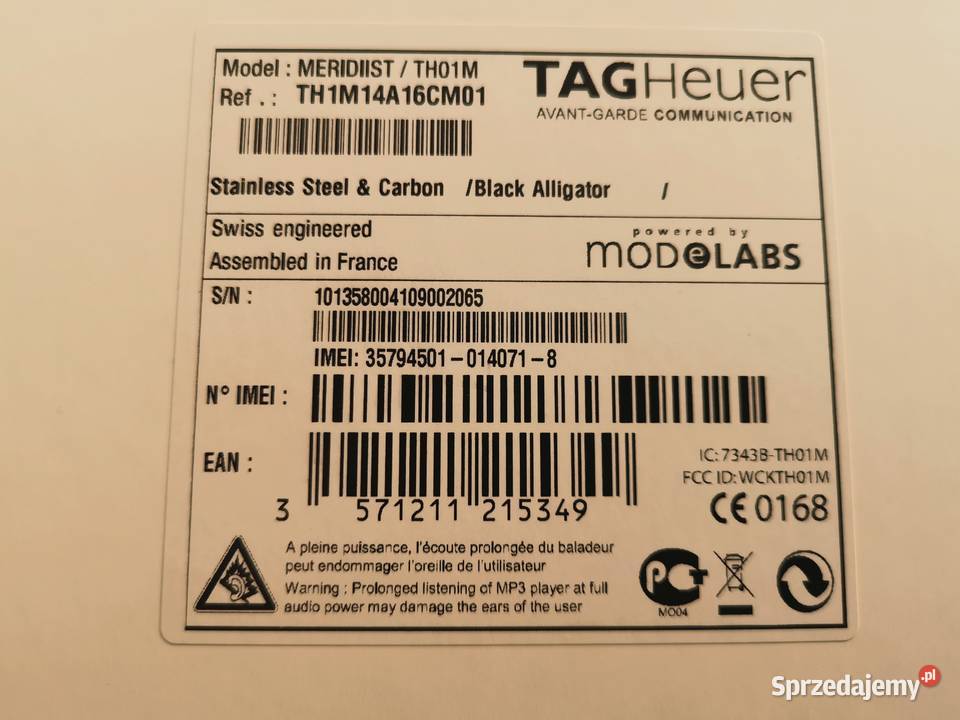 Model : MERIDIIST / TH01M
Ref . : TH1M14A16CM01
TAGHeuer
AVANT-GARDE COMMUNICATION
Stainless Steel & Carbon /Black Alligator /
Swiss engineered
Assembled in France
powered by
MODELABS
S/N : 101358004109002065
IMEI: 35794501-014071-8
N° IMEI :
EAN :
3 571211 215349
IC: 7343B-TH01M
FCC ID: WCKTH01M
CE 0168
A pleine puissance, l'écoute prolongée du baladeur
peut endommager l'oreille de l'utilisateur
Warning : Prolonged listening of MP3 player at full
audio power may damage the ears of the user
PCT
MO04
Sprzedajemy.pl